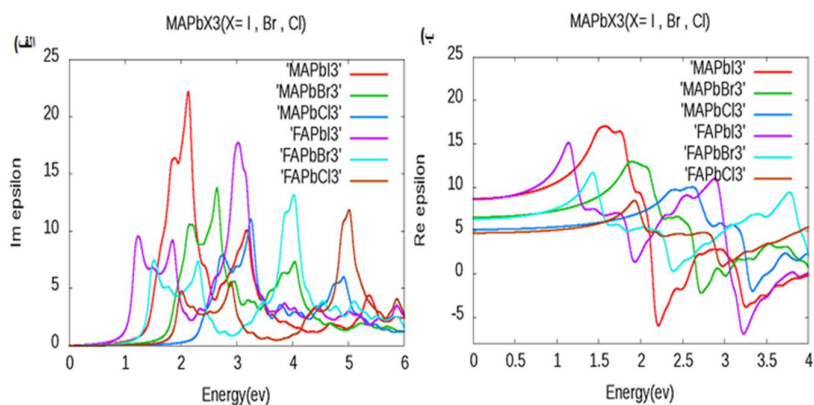 MAPbX3(X= I , Br , Cl)
الف)
Im epsilon
25
20
15
10
5
0
0 1 2 3 4 5 6
Energy(ev)
'MAPbI3'
'MAPbBr3'
'MAPbCl3'
'FAPbI3'
'FAPbBr3'
'FAPbCl3'
MAPbX3(X= I , Br , Cl)
Re epsilon
25
20
15
10
5
0
-5
0 0.5 1 1.5 2 2.5 3 3.5 4
Energy(ev)
'MAPbI3'
'MAPbBr3'
'MAPbCl3'
'FAPbI3'
'FAPbBr3'
'FAPbCl3'